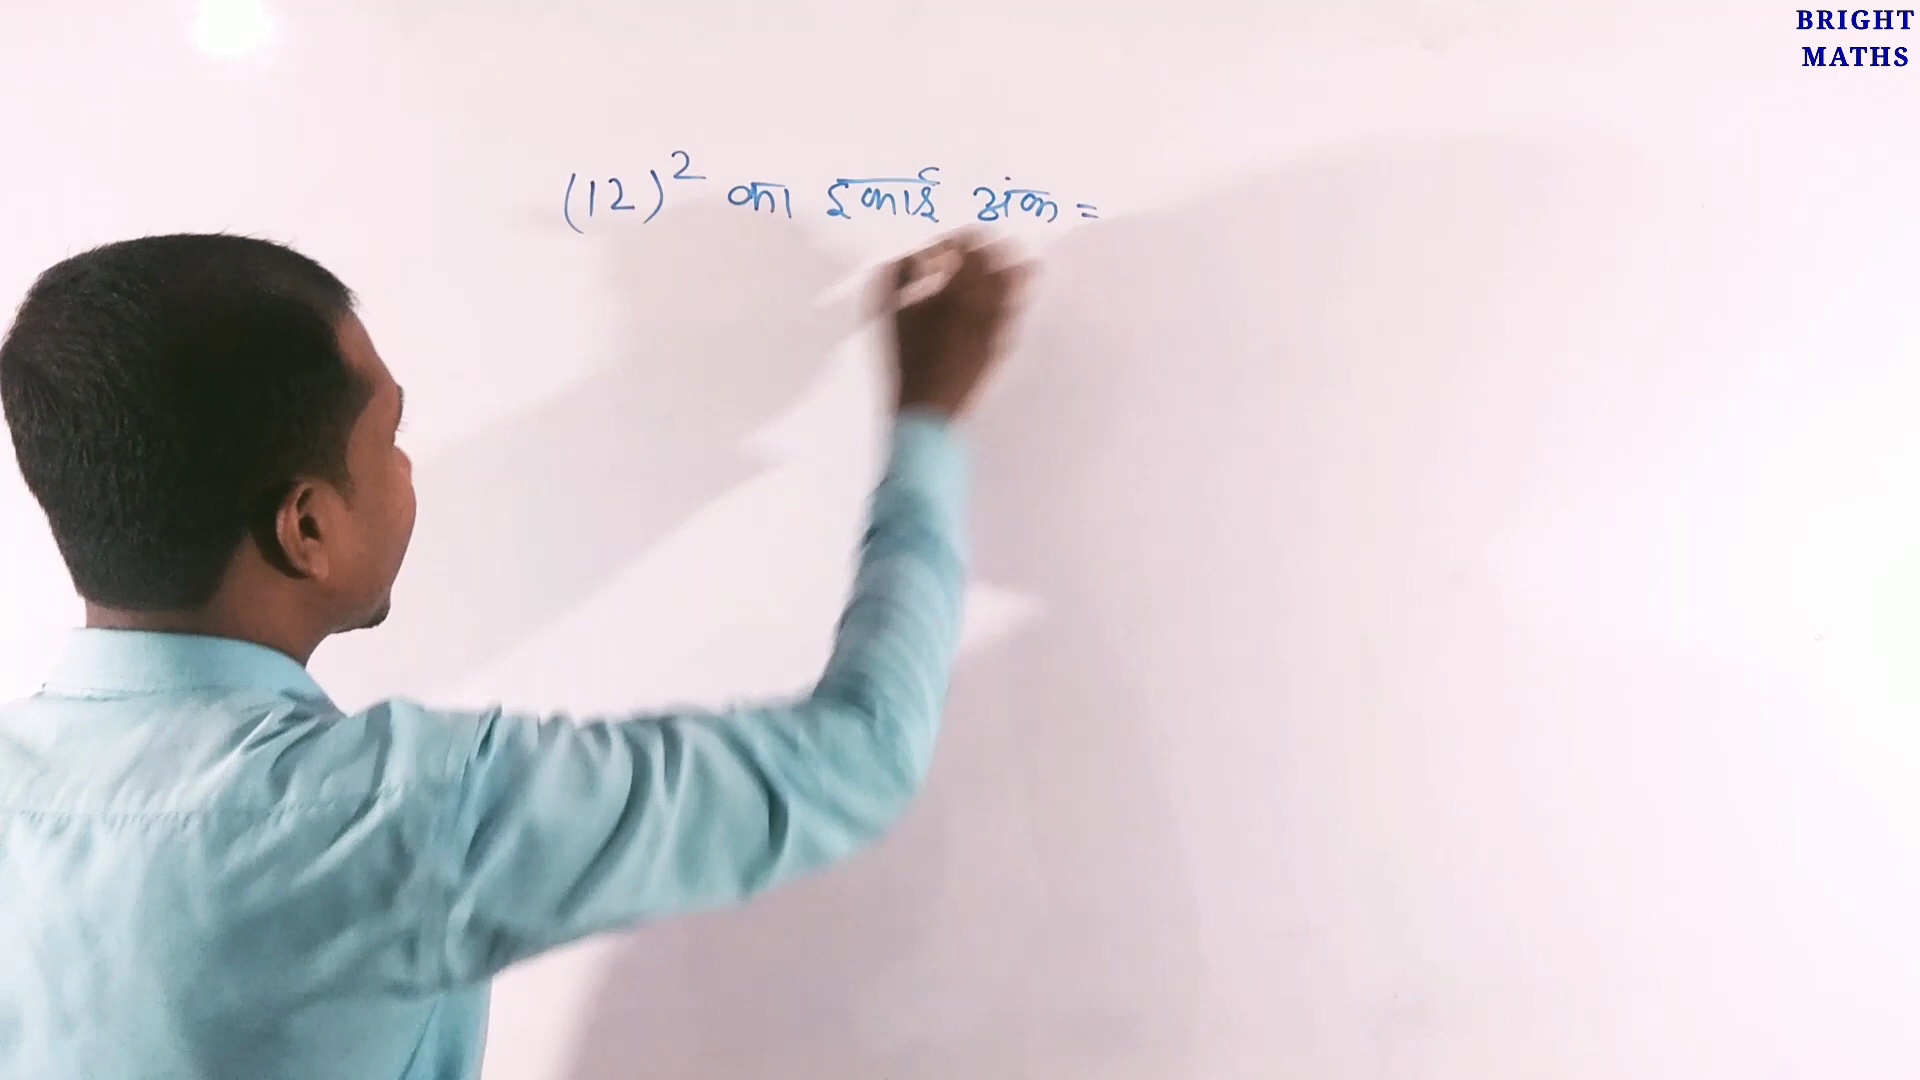 BRIGHT
MATHS
(12)² का इकाई अंक =